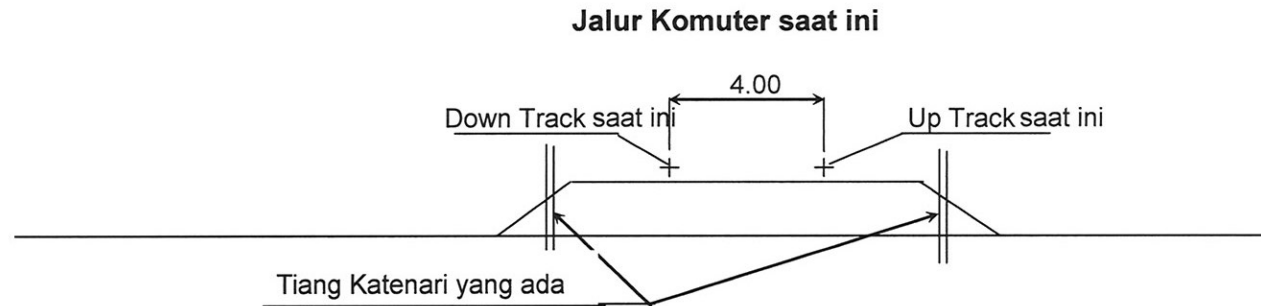 Jalur Komuter saat ini
4.00
Down Track saat ini
Up Track saat ini
Tiang Katenari yang ada